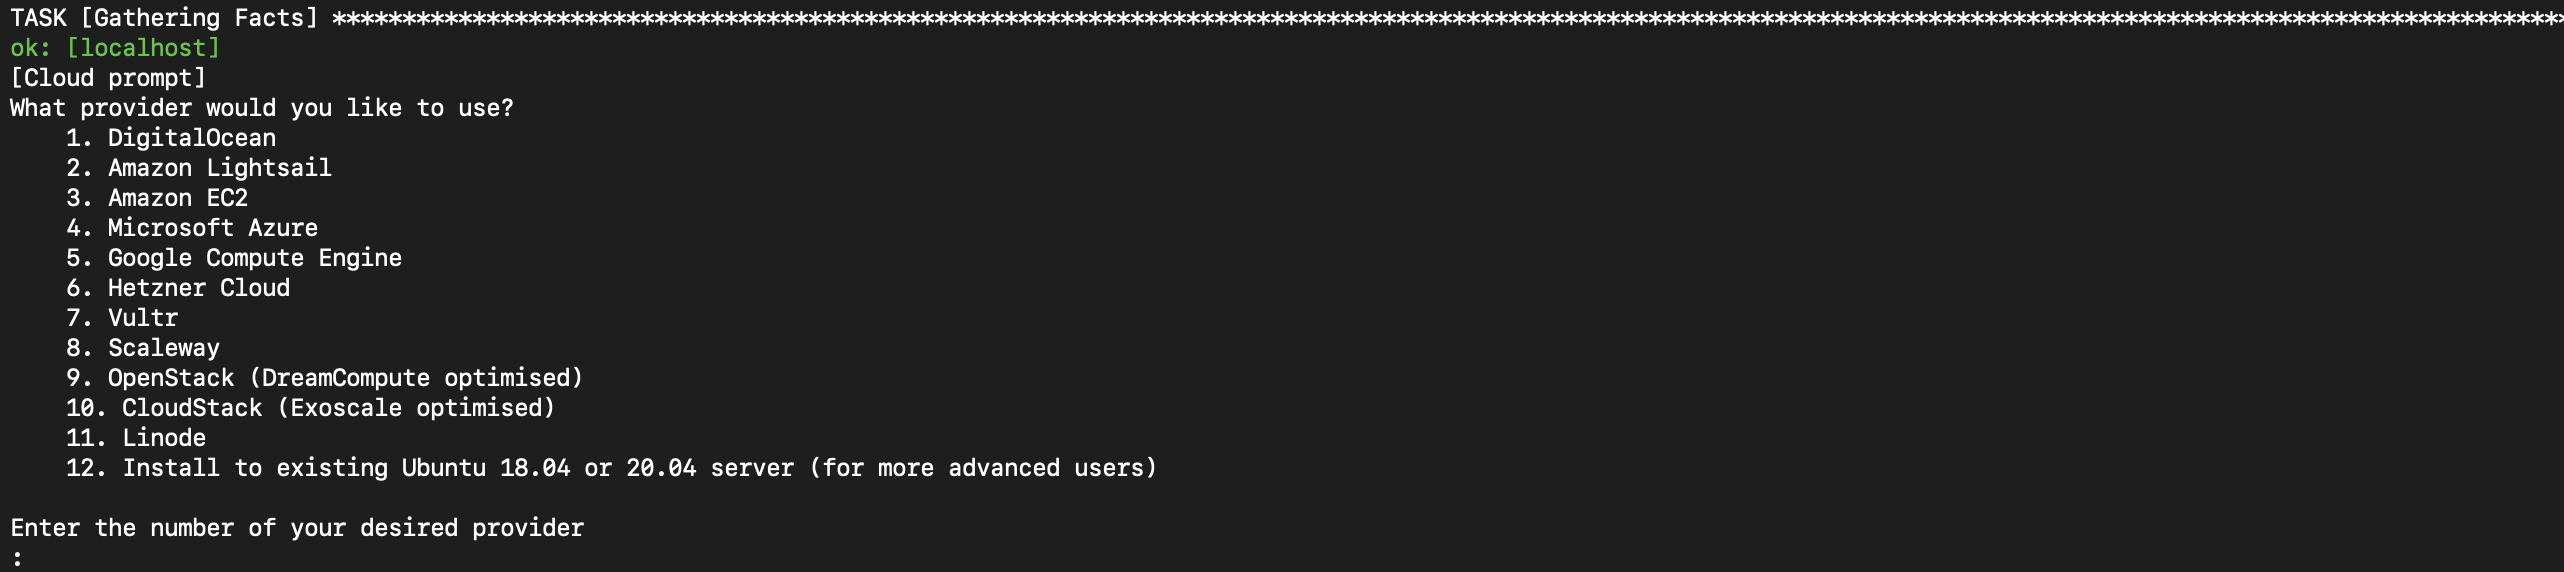 TASK [Gathering Facts] ***************************************************************************************************************************************************************
ok: [localhost]
[Cloud prompt]
What provider would you like to use?
    1. DigitalOcean
    2. Amazon Lightsail
    3. Amazon EC2
    4. Microsoft Azure
    5. Google Compute Engine
    6. Hetzner Cloud
    7. Vultr
    8. Scaleway
    9. OpenStack (DreamCompute optimised)
    10. CloudStack (Exoscale optimised)
    11. Linode
    12. Install to existing Ubuntu 18.04 or 20.04 server (for more advanced users)

Enter the number of your desired provider
: